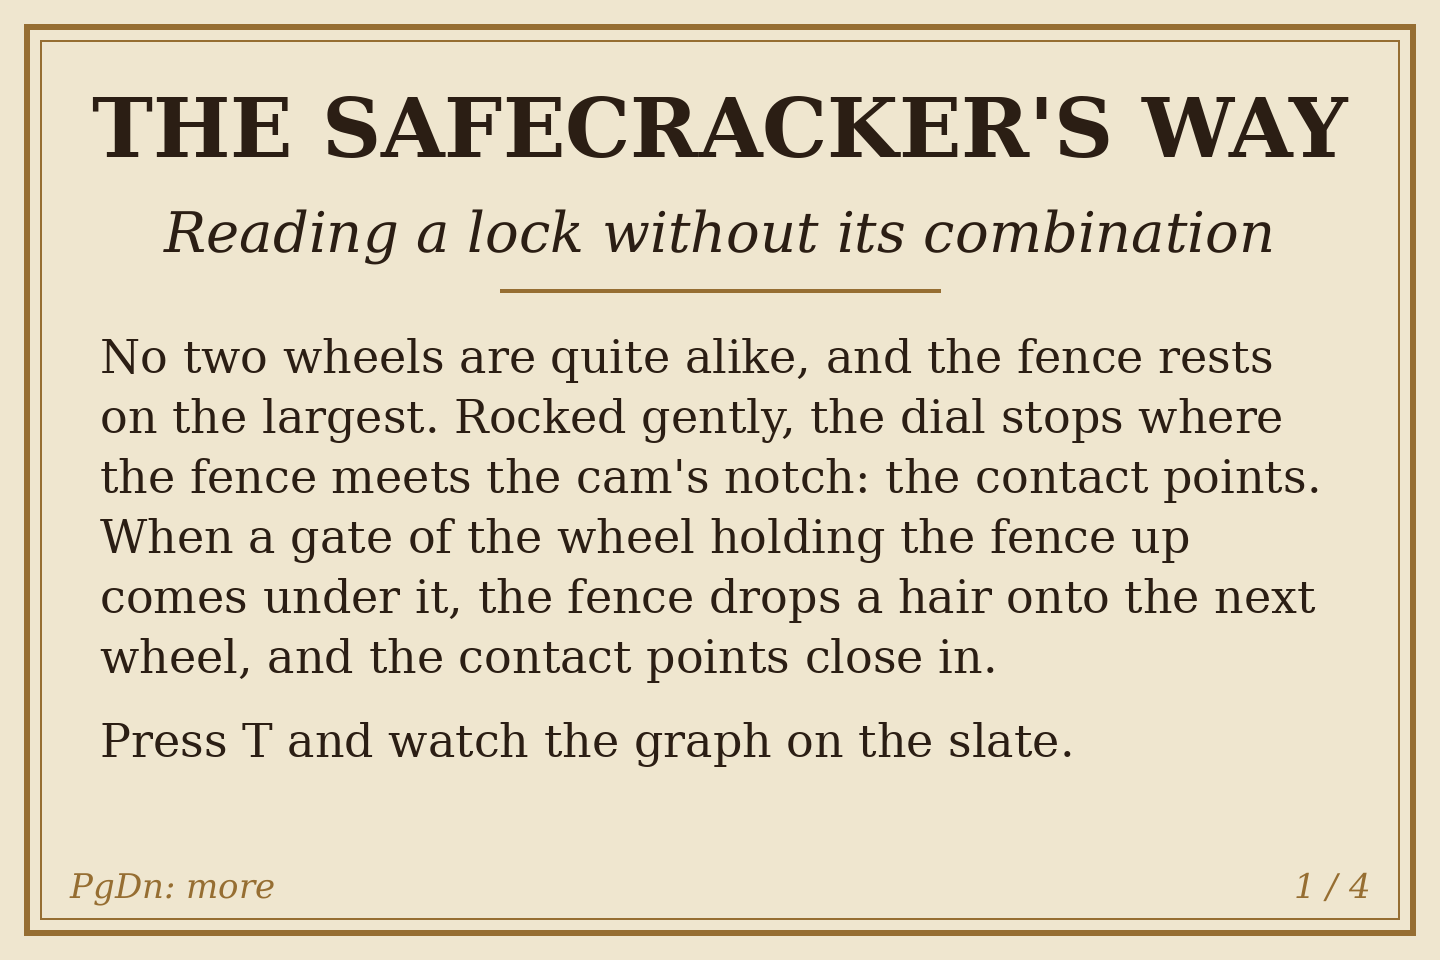 THE SAFECRACKER'S WAY
Reading a lock without its combination
No two wheels are quite alike, and the fence rests
on the largest. Rocked gently, the dial stops where
the fence meets the cam's notch: the contact points.
When a gate of the wheel holding the fence up
comes under it, the fence drops a hair onto the next
wheel, and the contact points close in.
Press T and watch the graph on the slate.
PgDn: more
1 / 4